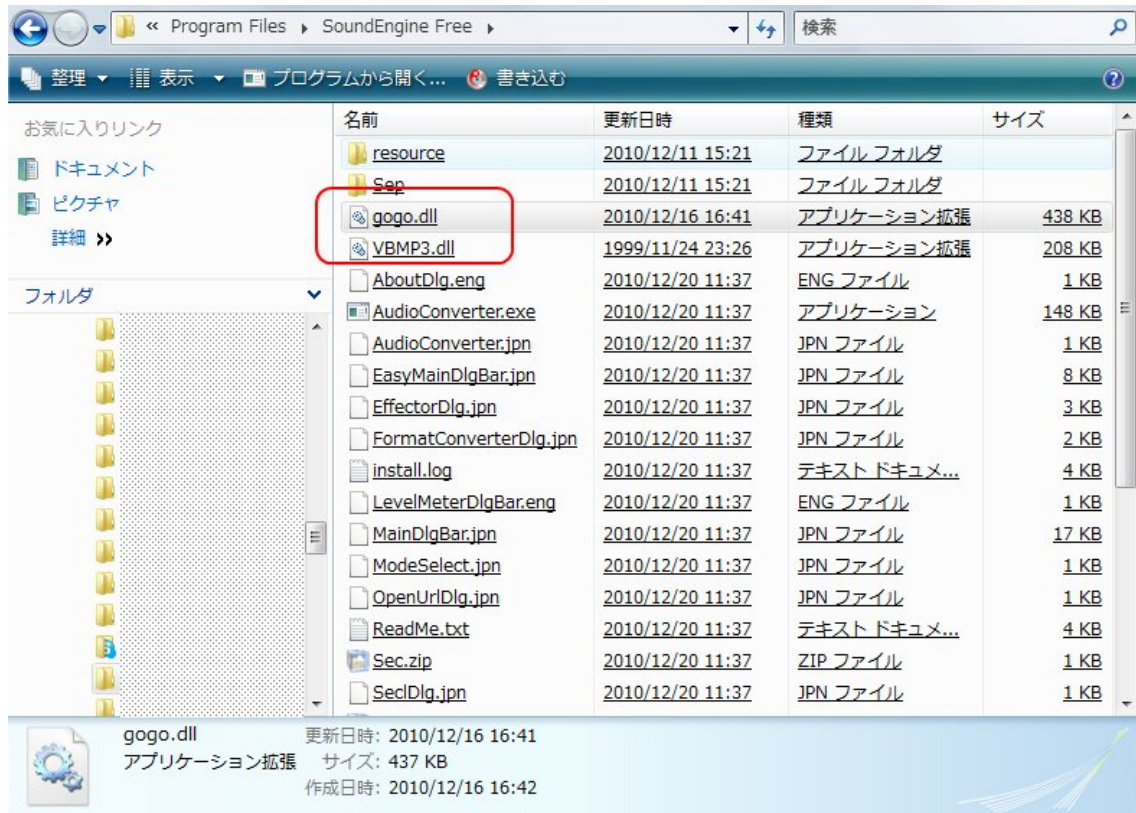 « Program Files ▸ SoundEngine Free ▸ 検索
整理 ▼ 表示 ▼ プログラムから開く... 書き込む
お気に入りリンク
ドキュメント
ピクチャ
詳細 »
フォルダ
名前 更新日時 種類 サイズ
resource 2010/12/11 15:21 ファイル フォルダ
Sep 2010/12/11 15:21 ファイル フォルダ
gogo.dll 2010/12/16 16:41 アプリケーション拡張 438 KB
VBMP3.dll 1999/11/24 23:26 アプリケーション拡張 208 KB
AboutDlg.eng 2010/12/20 11:37 ENG ファイル 1 KB
AudioConverter.exe 2010/12/20 11:37 アプリケーション 148 KB
AudioConverter.jpn 2010/12/20 11:37 JPN ファイル 1 KB
EasyMainDlgBar.jpn 2010/12/20 11:37 JPN ファイル 8 KB
EffectorDlg.jpn 2010/12/20 11:37 JPN ファイル 3 KB
FormatConverterDlg.jpn 2010/12/20 11:37 JPN ファイル 2 KB
install.log 2010/12/20 11:37 テキスト ドキュメ... 4 KB
LevelMeterDlgBar.eng 2010/12/20 11:37 ENG ファイル 1 KB
MainDlgBar.jpn 2010/12/20 11:37 JPN ファイル 17 KB
ModeSelect.jpn 2010/12/20 11:37 JPN ファイル 1 KB
OpenUrlDlg.jpn 2010/12/20 11:37 JPN ファイル 1 KB
ReadMe.txt 2010/12/20 11:37 テキスト ドキュメ... 4 KB
Sec.zip 2010/12/20 11:37 ZIP ファイル 1 KB
SeclDlg.jpn 2010/12/20 11:37 JPN ファイル 1 KB
gogo.dll 更新日時: 2010/12/16 16:41
アプリケーション拡張 サイズ: 437 KB
作成日時: 2010/12/16 16:42